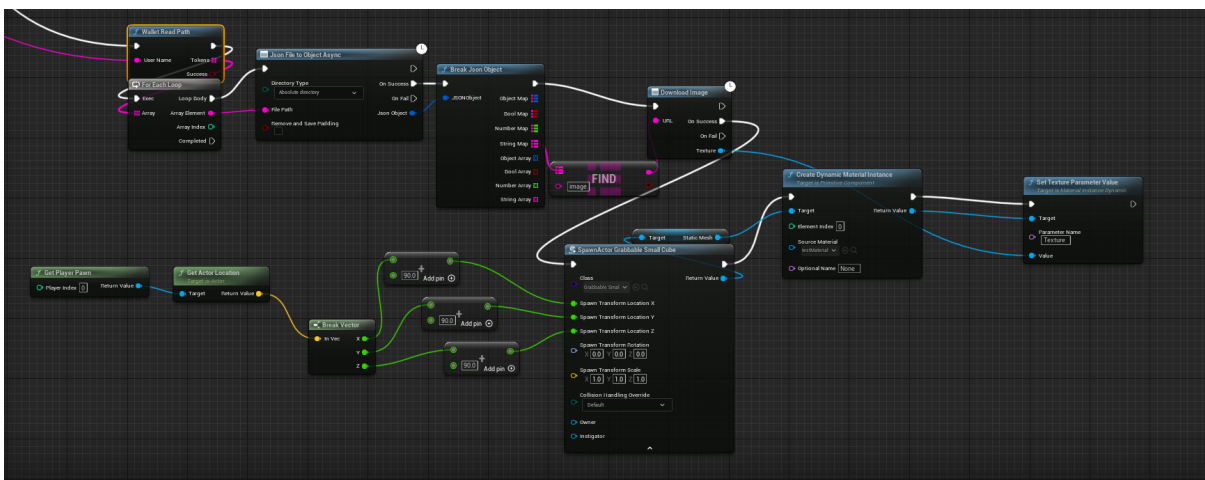 Wallet Read Path
User Name
Tokens
Success
For Each Loop
Exec
Loop Body
Array
Array Element
Array Index
Completed
Json File to Object Async
Directory Type
Absolute directory
On Success
On Fail
File Path
Json Object
Remove and Save Padding
Break Json Object
JSONObject
Object Map
Bool Map
Number Map
String Map
Object Array
Bool Array
Number Array
String Array
FIND
image
Download Image
URL
On Success
On Fail
Texture
Create Dynamic Material Instance
Target is Primitive Component
Target
Return Value
Element Index 0
Source Material
Optional Name None
Set Texture Parameter Value
Target is Material Instance Dynamic
Target
Parameter Name
Texture
Value
Target
Static Mesh
SpawnActor Grabbable Small Cube
Class
Grabbable Smal
Return Value
Spawn Transform Location X
Spawn Transform Location Y
Spawn Transform Location Z
Spawn Transform Rotation
X 0.0 Y 0.0 Z 0.0
Spawn Transform Scale
X 1.0 Y 1.0 Z 1.0
Collision Handling Override
Default
Owner
Instigator
Get Player Pawn
Player Index 0
Return Value
Get Actor Location
Target is Actor
Target
Return Value
Break Vector
In Vec
X
Y
Z
+
90.0
Add pin
+
90.0
Add pin
+
90.0
Add pin